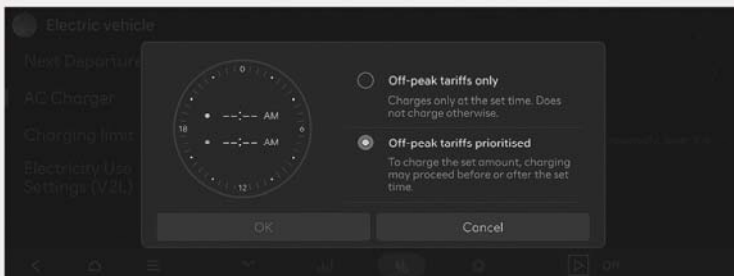 Electric vehicle
Next Departure
AC Charger
Charging limit
Electricity Use
Settings (V2L)
0
6
12
18
--:-- AM
--:-- AM
Off-peak tariffs only
Charges only at the set time. Does
not charge otherwise.
Off-peak tariffs prioritised
To charge the set amount, charging
may proceed before or after the set
time.
OK
Cancel
Off